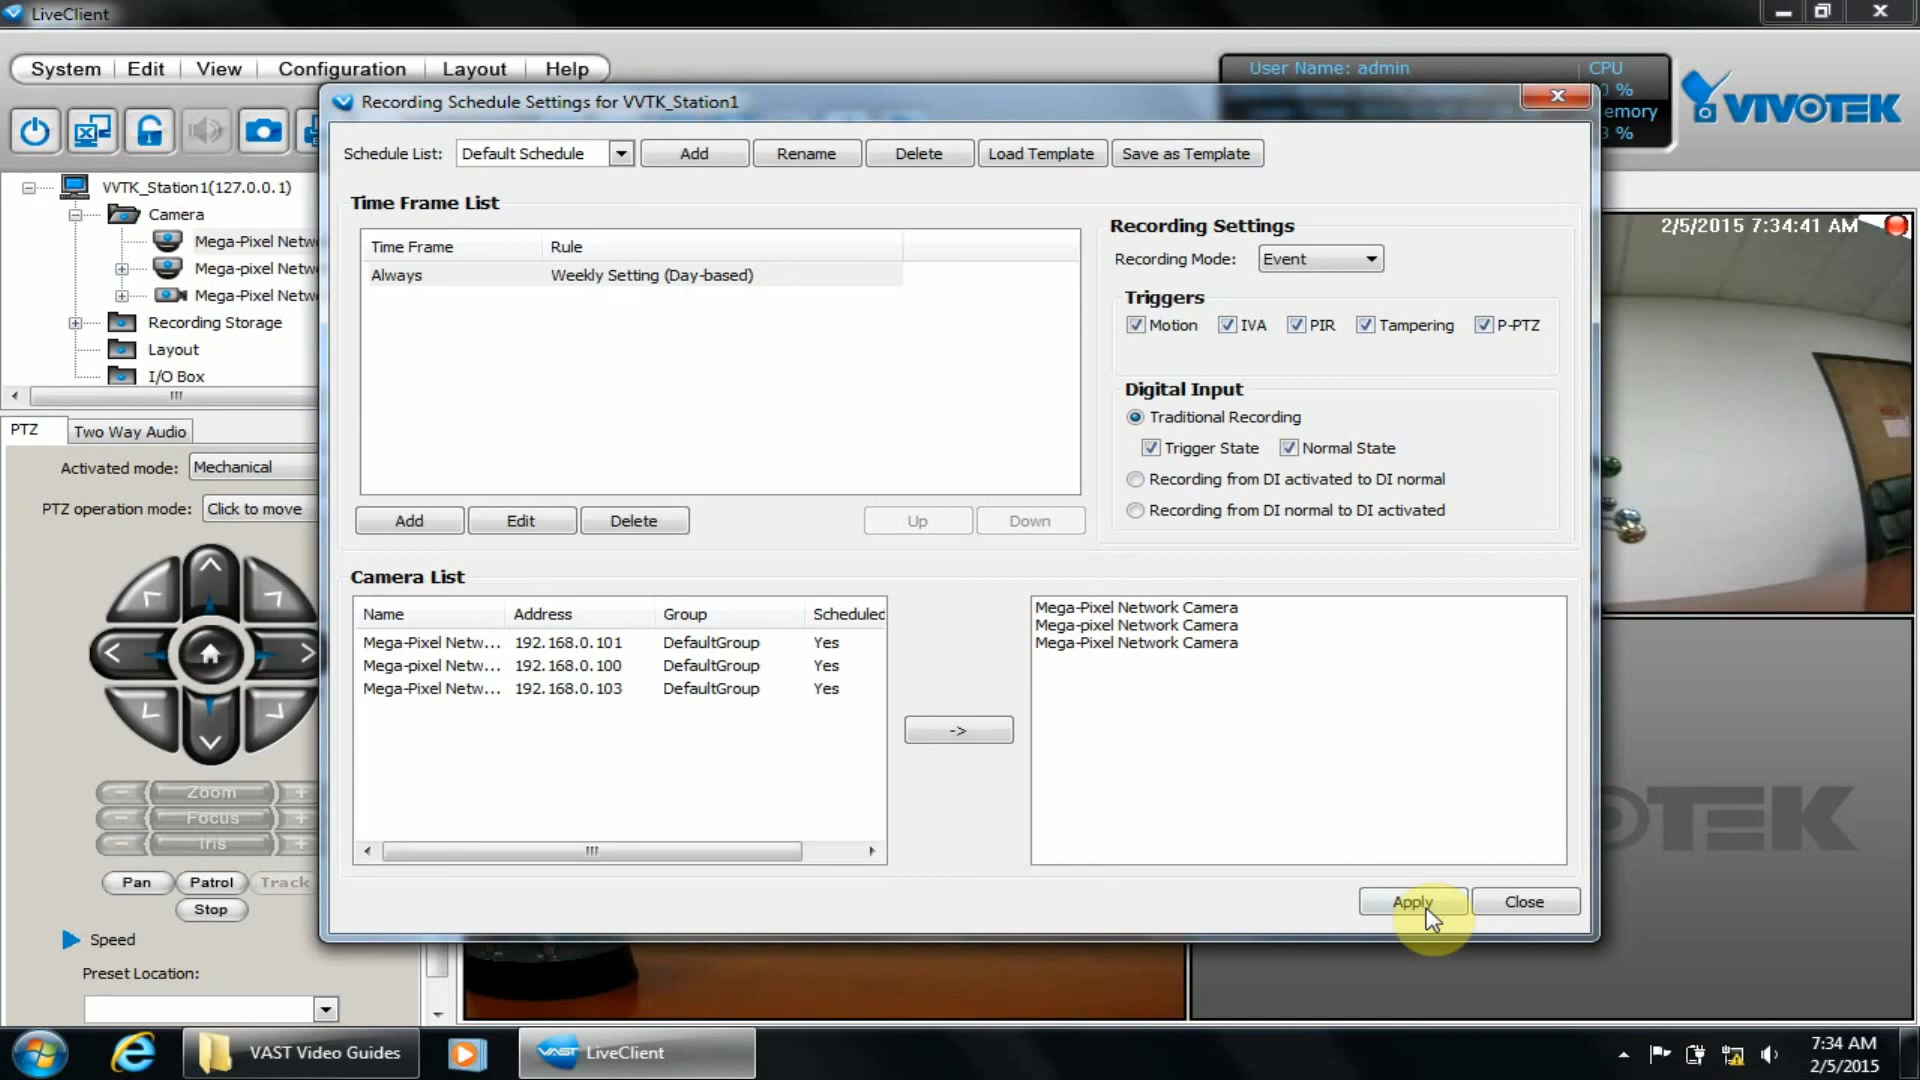 LiveClient
System Edit View Configuration Layout Help
User Name: admin
CPU
0 %
emory
3 %
VIVOTEK
Recording Schedule Settings for VVTK_Station1
Schedule List: Default Schedule Add Rename Delete Load Template Save as Template
VVTK_Station1(127.0.0.1)
Camera
Mega-Pixel Netw
Mega-pixel Netw
Mega-Pixel Netw
Recording Storage
Layout
I/O Box
Time Frame List
Time Frame Rule
Always Weekly Setting (Day-based)
Add Edit Delete Up Down
Recording Settings
Recording Mode: Event
Triggers
Motion IVA PIR Tampering P-PTZ
Digital Input
Traditional Recording
Trigger State Normal State
Recording from DI activated to DI normal
Recording from DI normal to DI activated
2/5/2015 7:34:41 AM
PTZ Two Way Audio
Activated mode: Mechanical
PTZ operation mode: Click to move
Zoom
Focus
Iris
Pan Patrol Track
Stop
Speed
Preset Location:
Camera List
Name Address Group Scheduled
Mega-Pixel Netw... 192.168.0.101 DefaultGroup Yes
Mega-pixel Netw... 192.168.0.100 DefaultGroup Yes
Mega-Pixel Netw... 192.168.0.103 DefaultGroup Yes
->
Mega-Pixel Network Camera
Mega-pixel Network Camera
Mega-Pixel Network Camera
Apply Close
OTEK
VAST Video Guides
VAST LiveClient
7:34 AM
2/5/2015